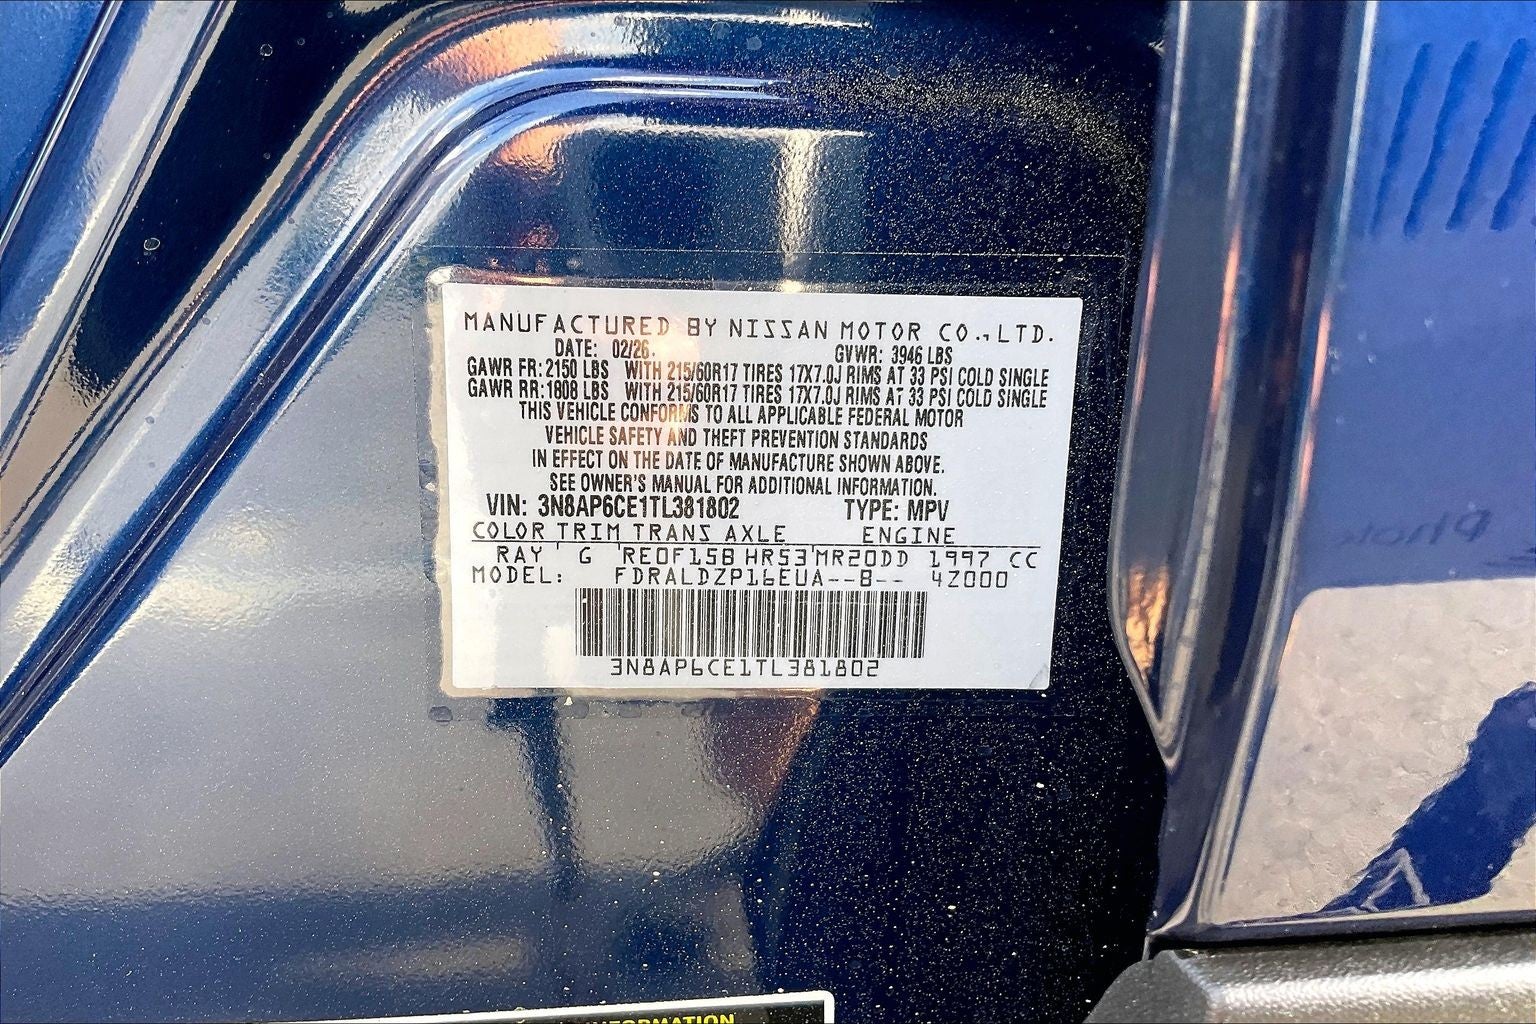 MANUFACTURED BY NISSAN MOTOR CO.,LTD.
DATE: 02/26. GVWR: 3946 LBS
GAWR FR: 2150 LBS WITH 215/60R17 TIRES 17X7.0J RIMS AT 33 PSI COLD SINGLE
GAWR RR: 1808 LBS WITH 215/60R17 TIRES 17X7.0J RIMS AT 33 PSI COLD SINGLE
THIS VEHICLE CONFORMS TO ALL APPLICABLE FEDERAL MOTOR
VEHICLE SAFETY AND THEFT PREVENTION STANDARDS
IN EFFECT ON THE DATE OF MANUFACTURE SHOWN ABOVE.
SEE OWNER'S MANUAL FOR ADDITIONAL INFORMATION.
VIN: 3N8AP6CE1TL381802 TYPE: MPV
COLOR TRIM TRANS AXLE ENGINE
RAY G RE0F15B HR53 MR20DD 1997 CC
MODEL: FDRALDZP16EUA--B-- 4Z000
3N8AP6CE1TL381802
INFORMATION